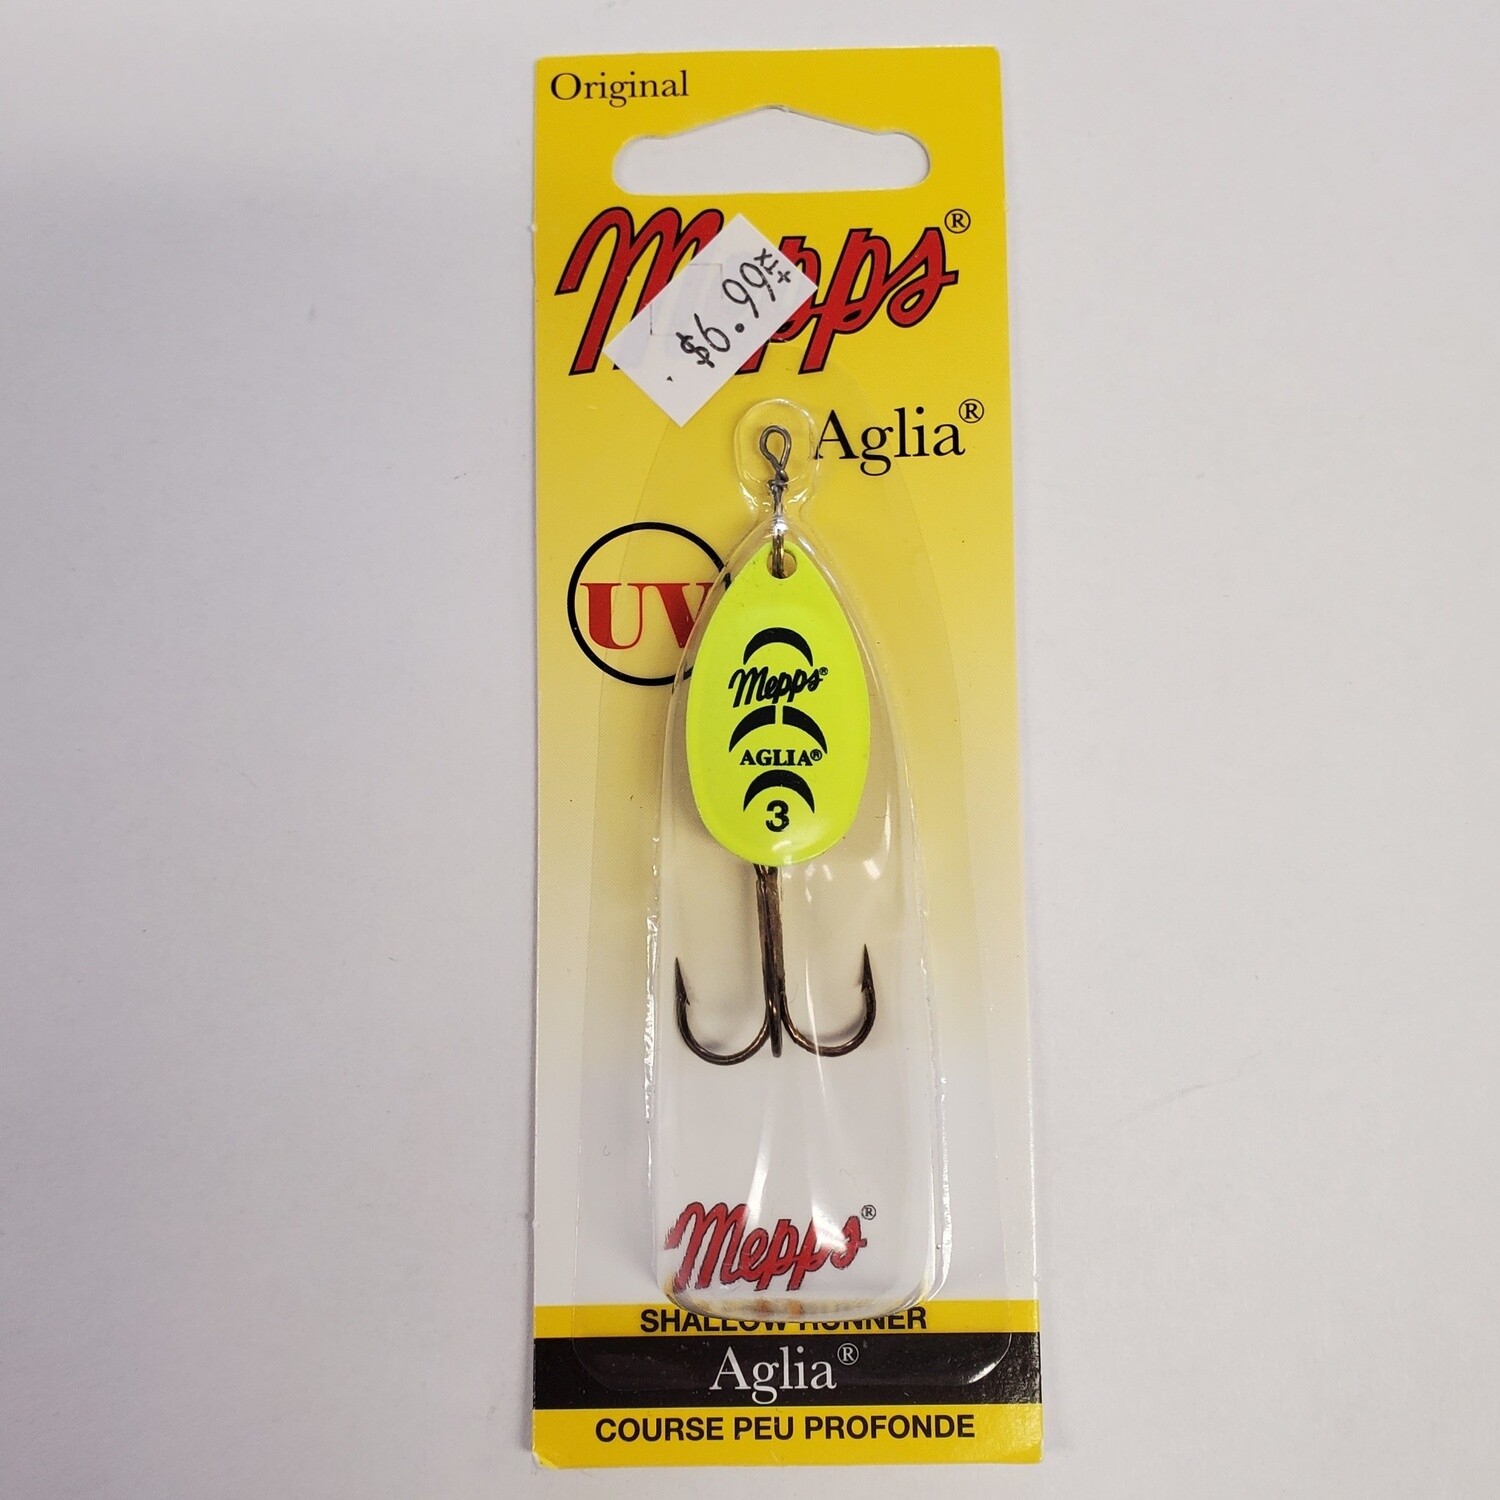 Original
Mepps®
$6.99+TX
Aglia®
UV
Mepps®
AGLIA®
3
Mepps®
SHALLOW RUNNER
Aglia®
COURSE PEU PROFONDE